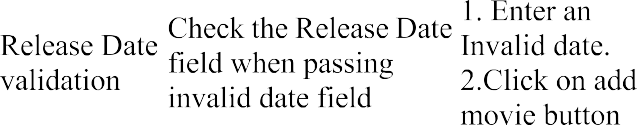 Release Date
validation
Check the Release Date
field when passing
invalid date field
1. Enter an
Invalid date.
2.Click on add
movie button